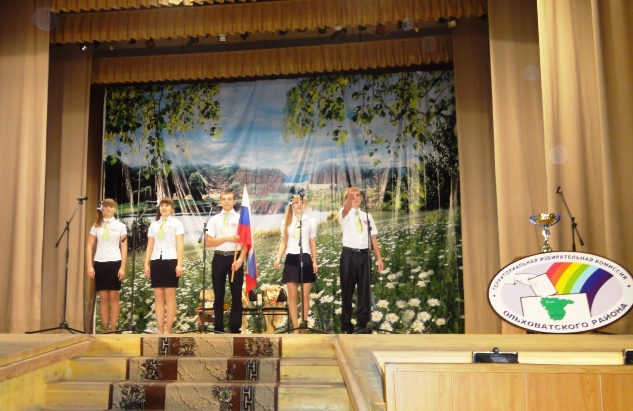 ТЕРРИТОРИАЛЬНАЯ ИЗБИРАТЕЛЬНАЯ КОМИССИЯ
ОЛЬХОВАТСКОГО РАЙОНА